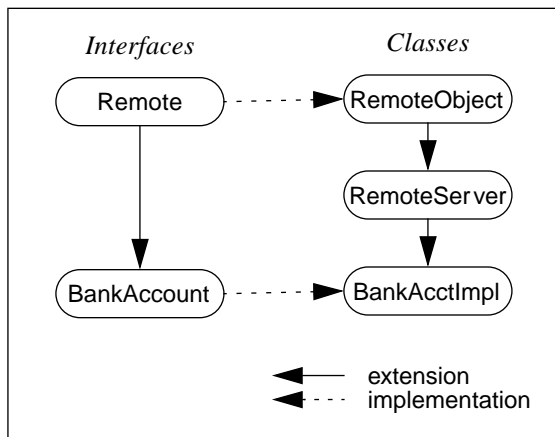 Interfaces
Classes
Remote
RemoteObject
RemoteServer
BankAccount
BankAcctImpl
extension
implementation